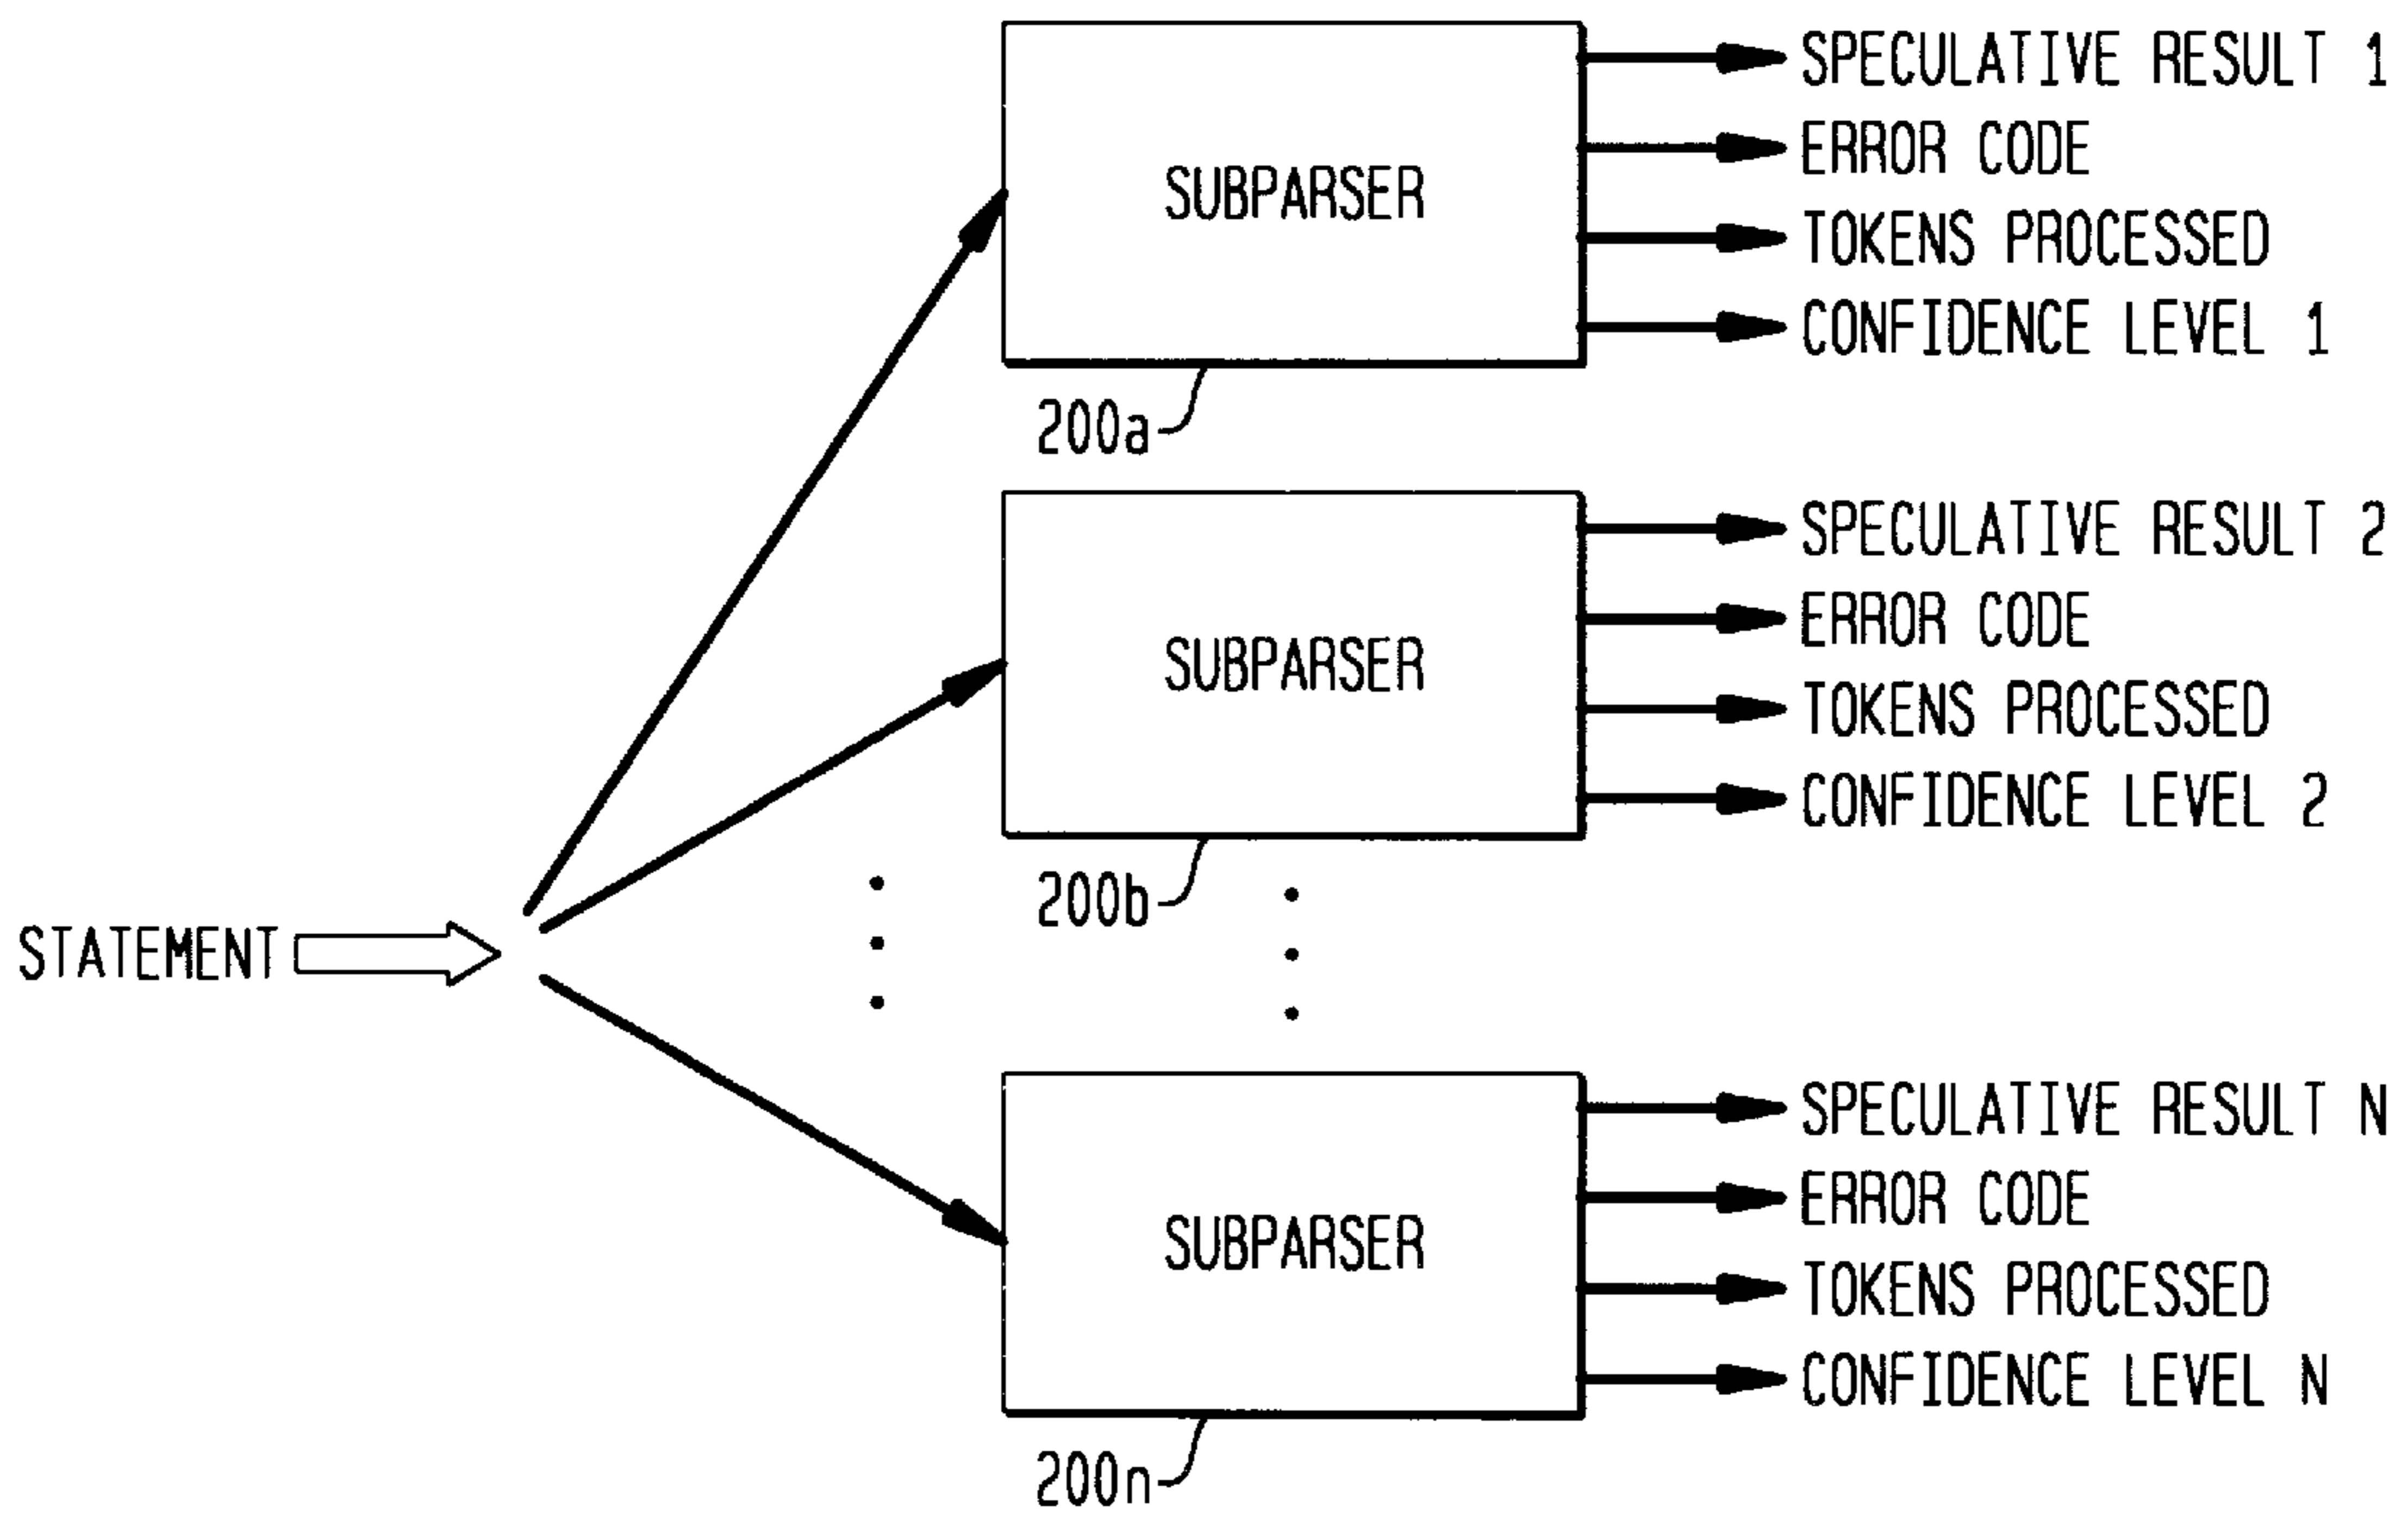 SPECULATIVE RESULT 1
ERROR CODE
SUBPARSER
TOKENS PROCESSED
CONFIDENCE LEVEL 1
200a
SPECULATIVE RESULT 2
ERROR CODE
SUBPARSER
TOKENS PROCESSED
CONFIDENCE LEVEL 2
200b
STATEMENT
SPECULATIVE RESULT N
ERROR CODE
SUBPARSER
TOKENS PROCESSED
CONFIDENCE LEVEL N
200n